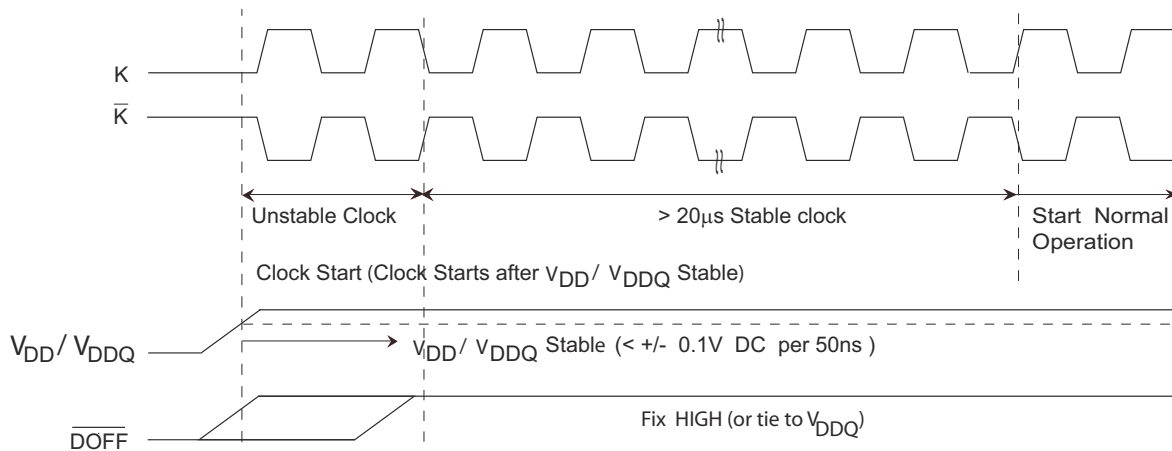 K
K̅
Unstable Clock
> 20μs Stable clock
Start Normal
Operation
Clock Start (Clock Starts after VDD / VDDQ Stable)
VDD / VDDQ
VDD / VDDQ Stable (< +/- 0.1V DC per 50ns )
Fix HIGH (or tie to VDDQ)
D̅O̅F̅F̅